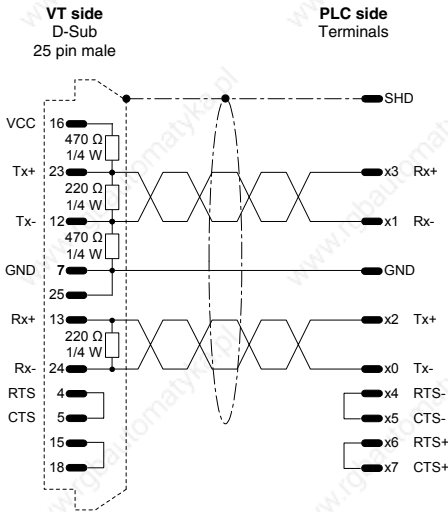 VT side
D-Sub
25 pin male
PLC side
Terminals
SHD
VCC 16
470 Ω
1/4 W
Tx+ 23
x3 Rx+
220 Ω
1/4 W
Tx- 12
x1 Rx-
470 Ω
1/4 W
GND 7
GND
25
Rx+ 13
x2 Tx+
220 Ω
1/4 W
Rx- 24
x0 Tx-
RTS 4
x4 RTS-
CTS 5
x5 CTS-
15
x6 RTS+
18
x7 CTS+
www.rgbautomatyka.pl